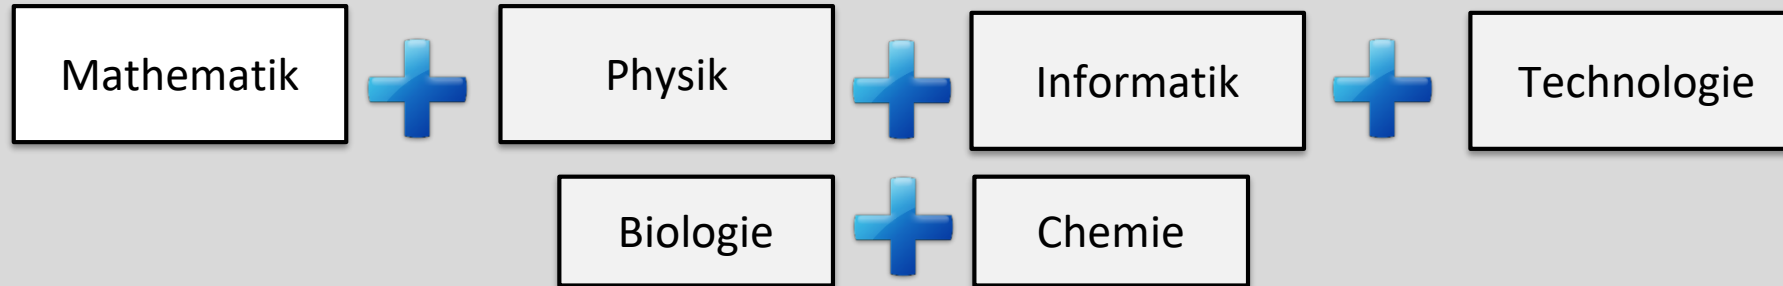 Mathematik Physik Informatik Technologie
Biologie Chemie